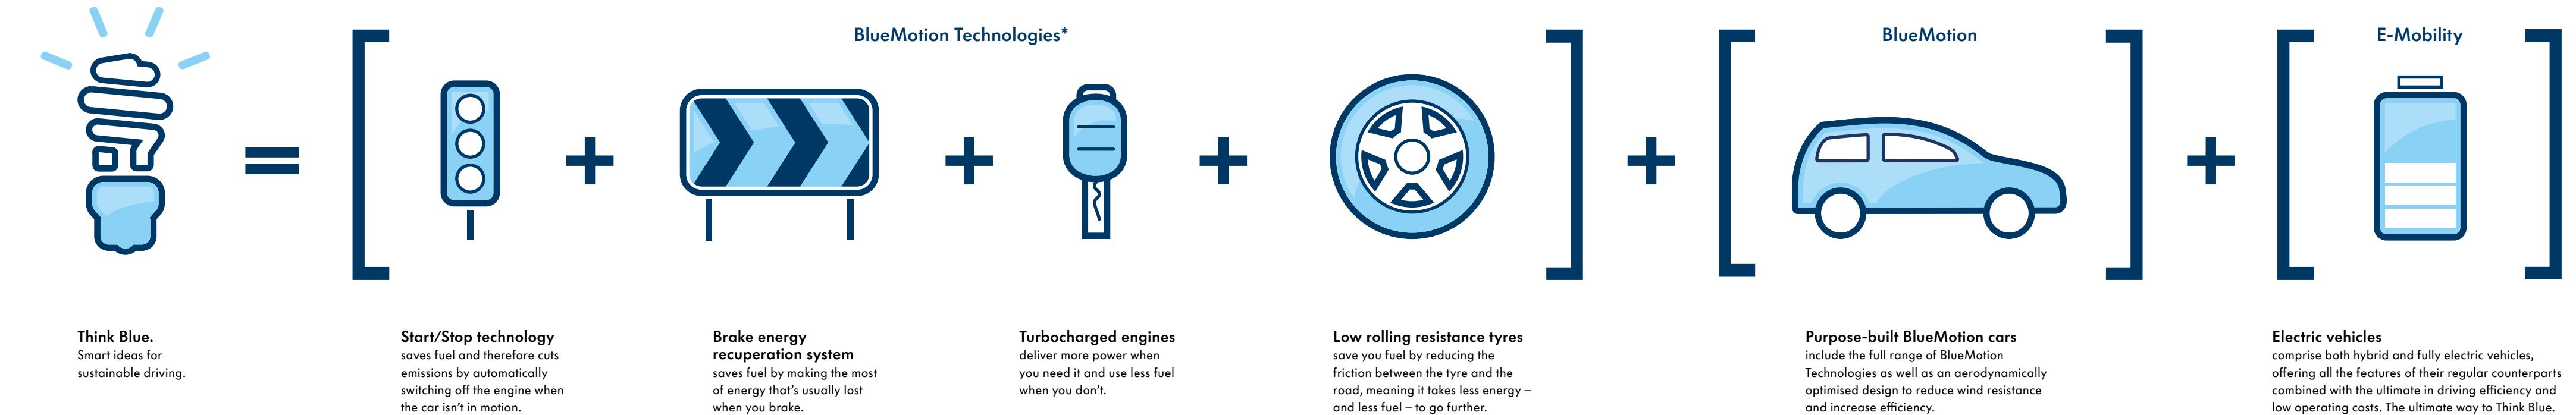 BlueMotion Technologies*
BlueMotion
E-Mobility
Think Blue.
Smart ideas for
sustainable driving.
Start/Stop technology
saves fuel and therefore cuts
emissions by automatically
switching off the engine when
the car isn't in motion.
Brake energy
recuperation system
saves fuel by making the most
of energy that's usually lost
when you brake.
Turbocharged engines
deliver more power when
you need it and use less fuel
when you don't.
Low rolling resistance tyres
save you fuel by reducing the
friction between the tyre and the
road, meaning it takes less energy –
and less fuel – to go further.
Purpose-built BlueMotion cars
include the full range of BlueMotion
Technologies as well as an aerodynamically
optimised design to reduce wind resistance
and increase efficiency.
Electric vehicles
comprise both hybrid and fully electric vehicles,
offering all the features of their regular counterparts
combined with the ultimate in driving efficiency and
low operating costs. The ultimate way to Think Blue.